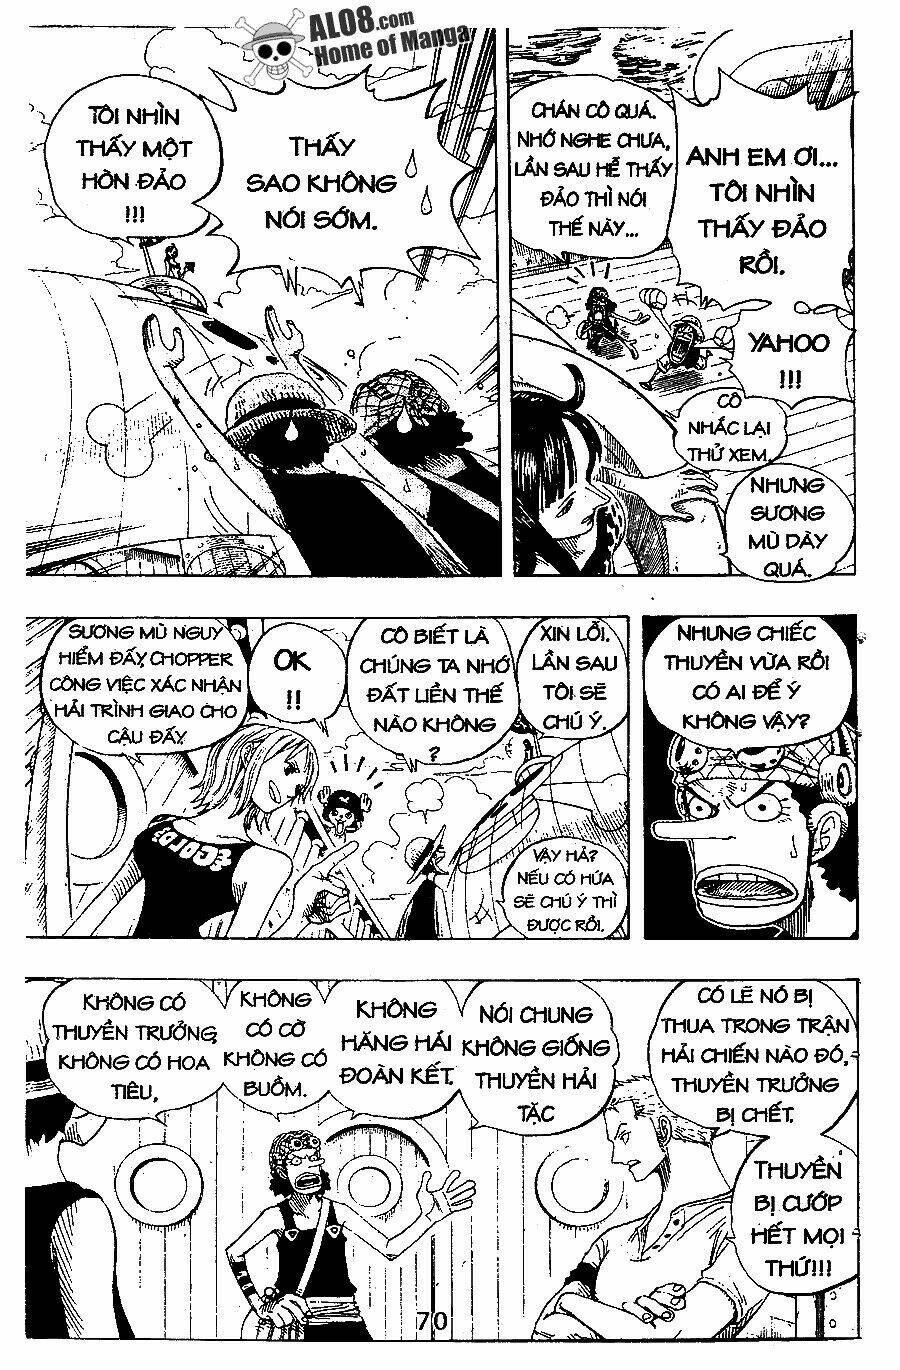 ALO8.com
Home of Manga
TÔI NHÌN
THẤY MỘT
HÒN ĐẢO
!!!
THẤY
SAO KHÔNG
NÓI SỚM.
CHÁN CÔ QUÁ.
NHỚ NGHE CHƯA,
LẦN SAU HỄ THẤY
ĐẢO THÌ NÓI
THẾ NÀY...
ANH EM ƠI...
TÔI NHÌN
THẤY ĐẢO
RỒI.
YAHOO
!!!
CÔ
NHẮC LẠI
THỬ XEM.
NHƯNG
SƯƠNG
MÙ DÀY
QUÁ.
SƯƠNG MÙ NGUY
HIỂM ĐẤY, CHOPPER
CÔNG VIỆC XÁC NHẬN
HẢI TRÌNH GIAO CHO
CẬU ĐẤY.
OK
!!
CÔ BIẾT LÀ
CHÚNG TA NHỚ
ĐẤT LIỀN THẾ
NÀO KHÔNG
?
XIN LỖI.
LẦN SAU
TÔI SẼ
CHÚ Ý.
VẬY HẢ?
NẾU CÓ HỨA
SẼ CHÚ Ý THÌ
ĐƯỢC RỒI.
NHƯNG CHIẾC
THUYỀN VỪA RỒI
CÓ AI ĐỂ Ý
KHÔNG VẬY?
KHÔNG CÓ
THUYỀN TRƯỞNG,
KHÔNG CÓ HOA
TIÊU,
KHÔNG
CÓ CỜ
KHÔNG CÓ
BUỒM.
KHÔNG
HĂNG HÁI
ĐOÀN KẾT.
NÓI CHUNG
KHÔNG GIỐNG
THUYỀN HẢI
TẶC
CÓ LẼ NÓ BỊ
THUA TRONG TRẬN
HẢI CHIẾN NÀO ĐÓ,
THUYỀN TRƯỞNG
BỊ CHẾT.
THUYỀN
BỊ CƯỚP
HẾT MỌI
THỨ!!!
70